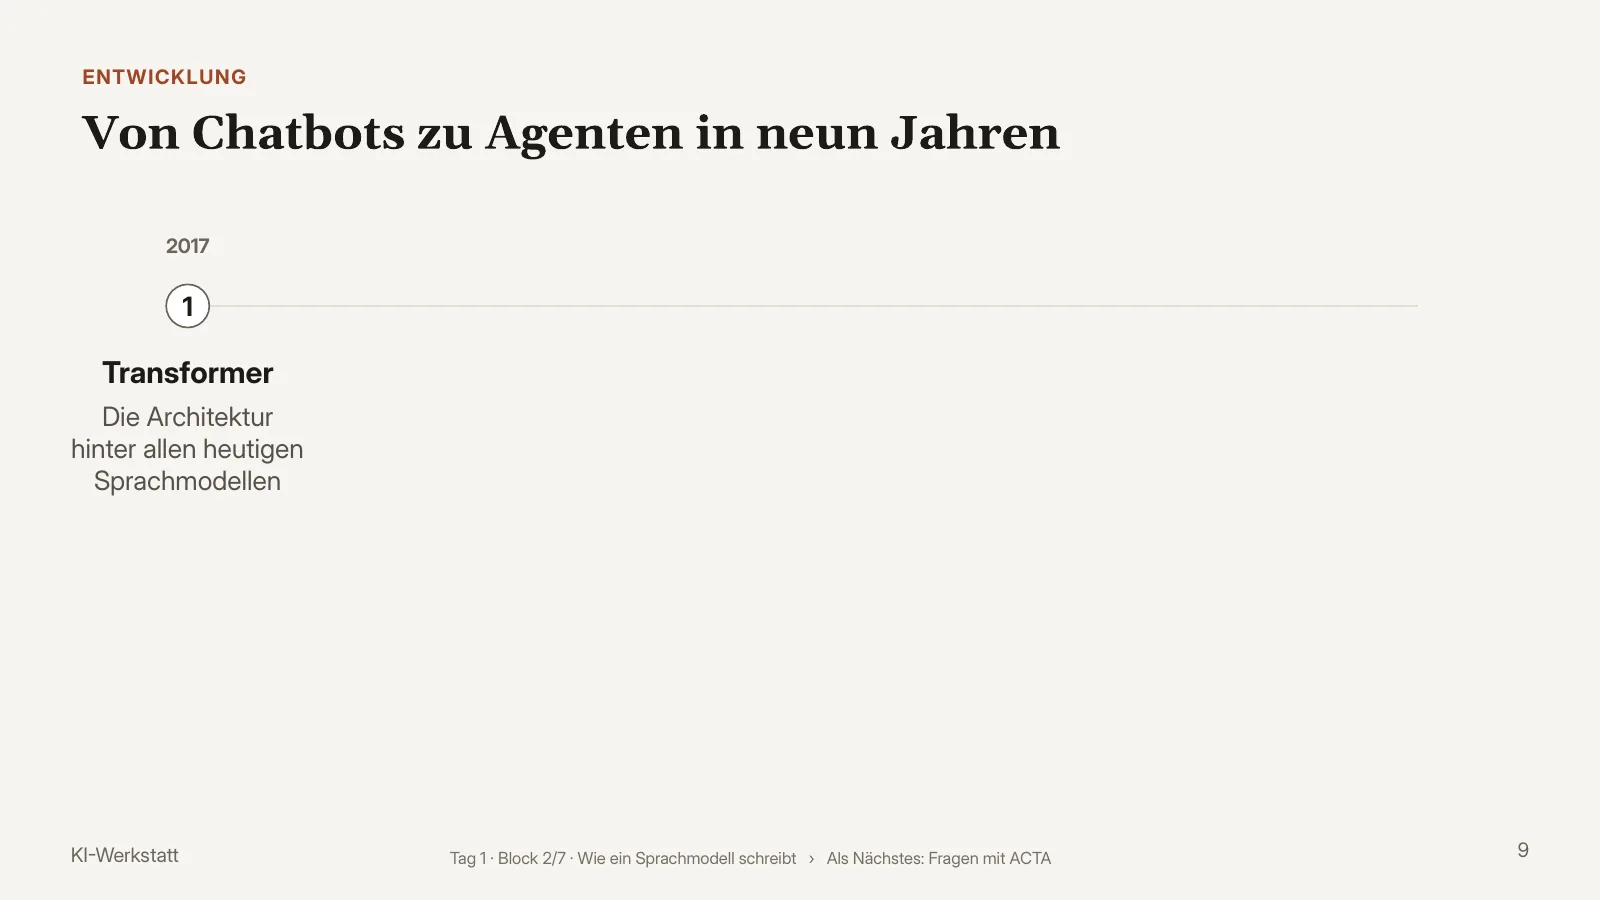 ENTWICKLUNG
Von Chatbots zu Agenten in neun Jahren
2017
1
Transformer
Die Architektur
hinter allen heutigen
Sprachmodellen
KI-Werkstatt
Tag 1 · Block 2/7 · Wie ein Sprachmodell schreibt › Als Nächstes: Fragen mit ACTA
9